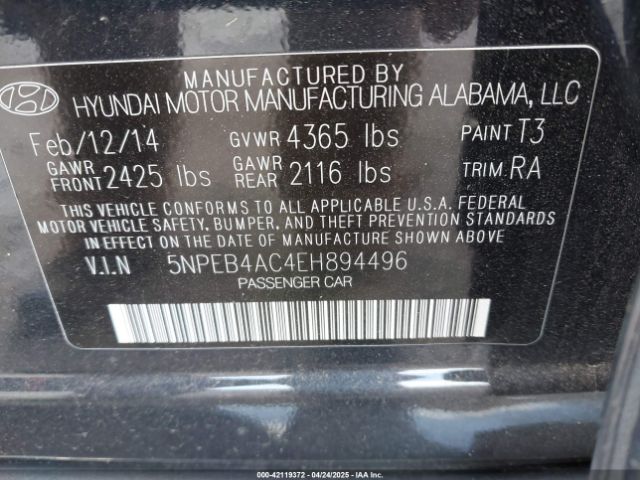 MANUFACTURED BY
HYUNDAI MOTOR MANUFACTURING ALABAMA, LLC
Feb/12/14 GVWR 4365 lbs PAINT T3
GAWR FRONT 2425 lbs GAWR REAR 2116 lbs TRIM RA
THIS VEHICLE CONFORMS TO ALL APPLICABLE U.S.A. FEDERAL
MOTOR VEHICLE SAFETY, BUMPER, AND THEFT PREVENTION STANDARDS
IN EFFECT ON THE DATE OF MANUFACTURE SHOWN ABOVE
V.I.N 5NPEB4AC4EH894496
PASSENGER CAR
000-42119372 - 04/24/2025 - IAAWC